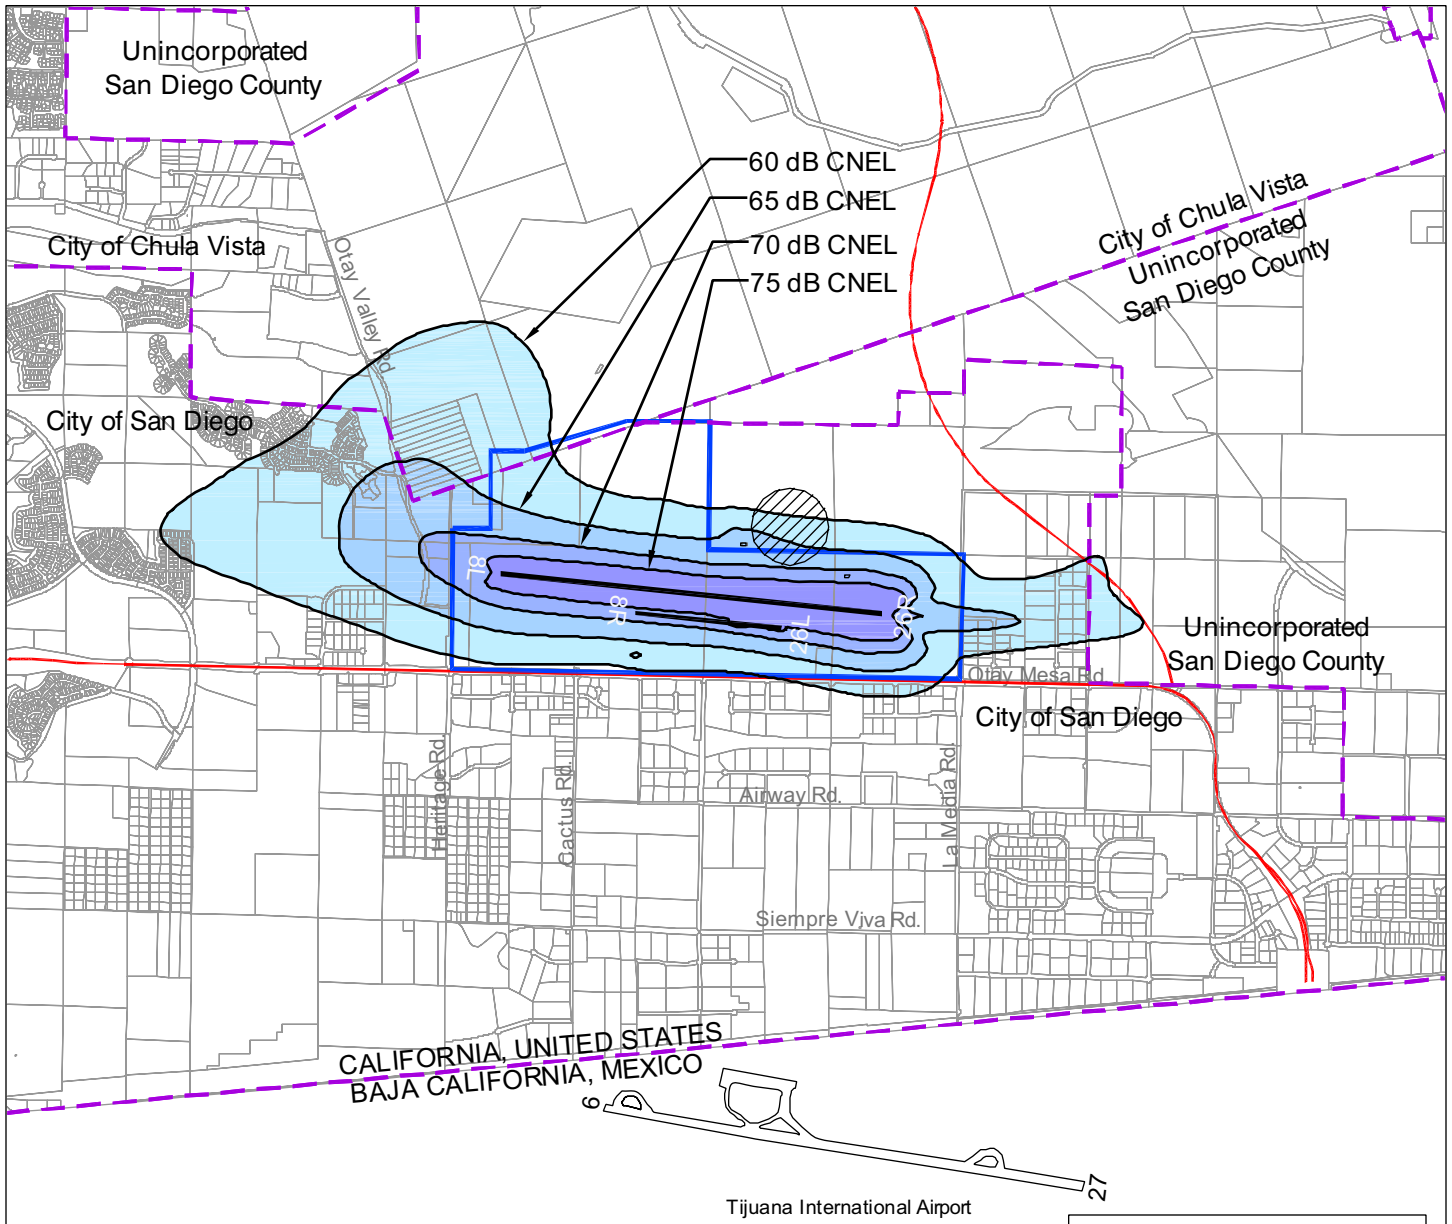 Unincorporated
San Diego County
60 dB CNEL
65 dB CNEL
70 dB CNEL
75 dB CNEL
City of Chula Vista
Unincorporated
San Diego County
City of Chula Vista
Otay Valley Rd
City of San Diego
8L
8R
26L
26R
Unincorporated
San Diego County
Otay Mesa Rd.
City of San Diego
Heritage Rd.
Cactus Rd.
Airway Rd.
La Media Rd.
Siempre Viva Rd.
CALIFORNIA, UNITED STATES
BAJA CALIFORNIA, MEXICO
9
27
Tijuana International Airport